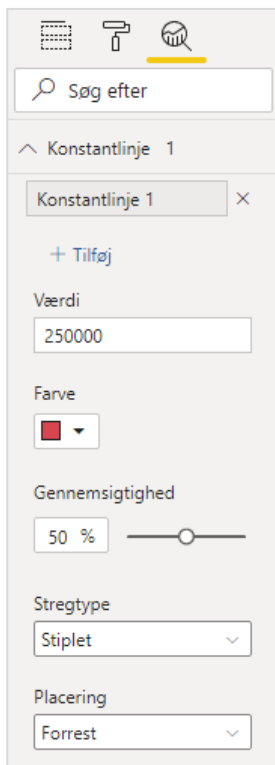 Søg efter
Konstantlinje 1
Konstantlinje 1
+ Tilføj
Værdi
250000
Farve
Gennemsigtighed
50 %
Stregtype
Stiplet
Placering
Forrest